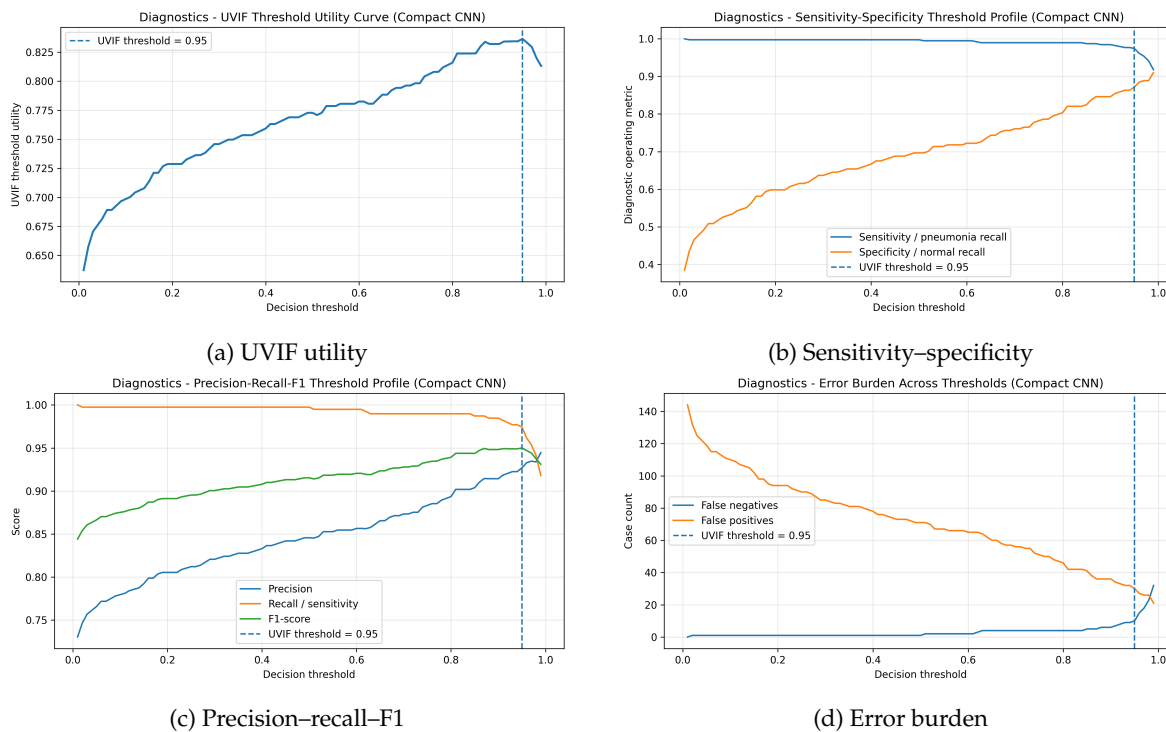 Diagnostics - UVIF Threshold Utility Curve (Compact CNN)
UVIF threshold utility
0.825
0.800
0.775
0.750
0.725
0.700
0.675
0.650
UVIF threshold = 0.95
0.0 0.2 0.4 0.6 0.8 1.0
Decision threshold
(a) UVIF utility
Diagnostics - Sensitivity-Specificity Threshold Profile (Compact CNN)
Diagnostic operating metric
1.0
0.9
0.8
0.7
0.6
0.5
0.4
Sensitivity / pneumonia recall
Specificity / normal recall
UVIF threshold = 0.95
0.0 0.2 0.4 0.6 0.8 1.0
Decision threshold
(b) Sensitivity–specificity
Diagnostics - Precision-Recall-F1 Threshold Profile (Compact CNN)
Score
1.00
0.95
0.90
0.85
0.80
0.75
Precision
Recall / sensitivity
F1-score
UVIF threshold = 0.95
0.0 0.2 0.4 0.6 0.8 1.0
Decision threshold
(c) Precision–recall–F1
Diagnostics - Error Burden Across Thresholds (Compact CNN)
Case count
140
120
100
80
60
40
20
0
False negatives
False positives
UVIF threshold = 0.95
0.0 0.2 0.4 0.6 0.8 1.0
Decision threshold
(d) Error burden